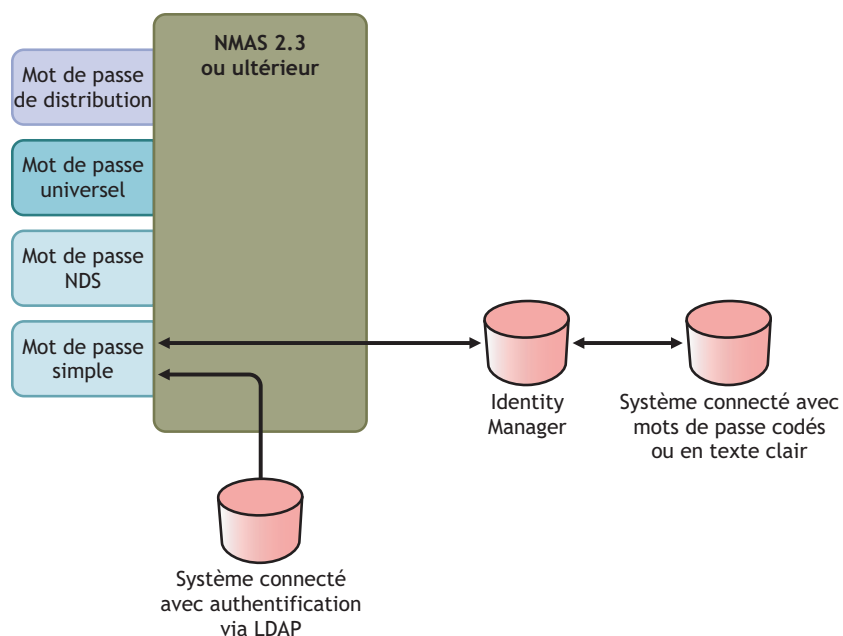 NMAS 2.3
ou ultérieur
Mot de passe
de distribution
Mot de passe
universel
Mot de passe
NDS
Mot de passe
simple
Identity
Manager
Système connecté avec
mots de passe codés
ou en texte clair
Système connecté
avec authentification
via LDAP